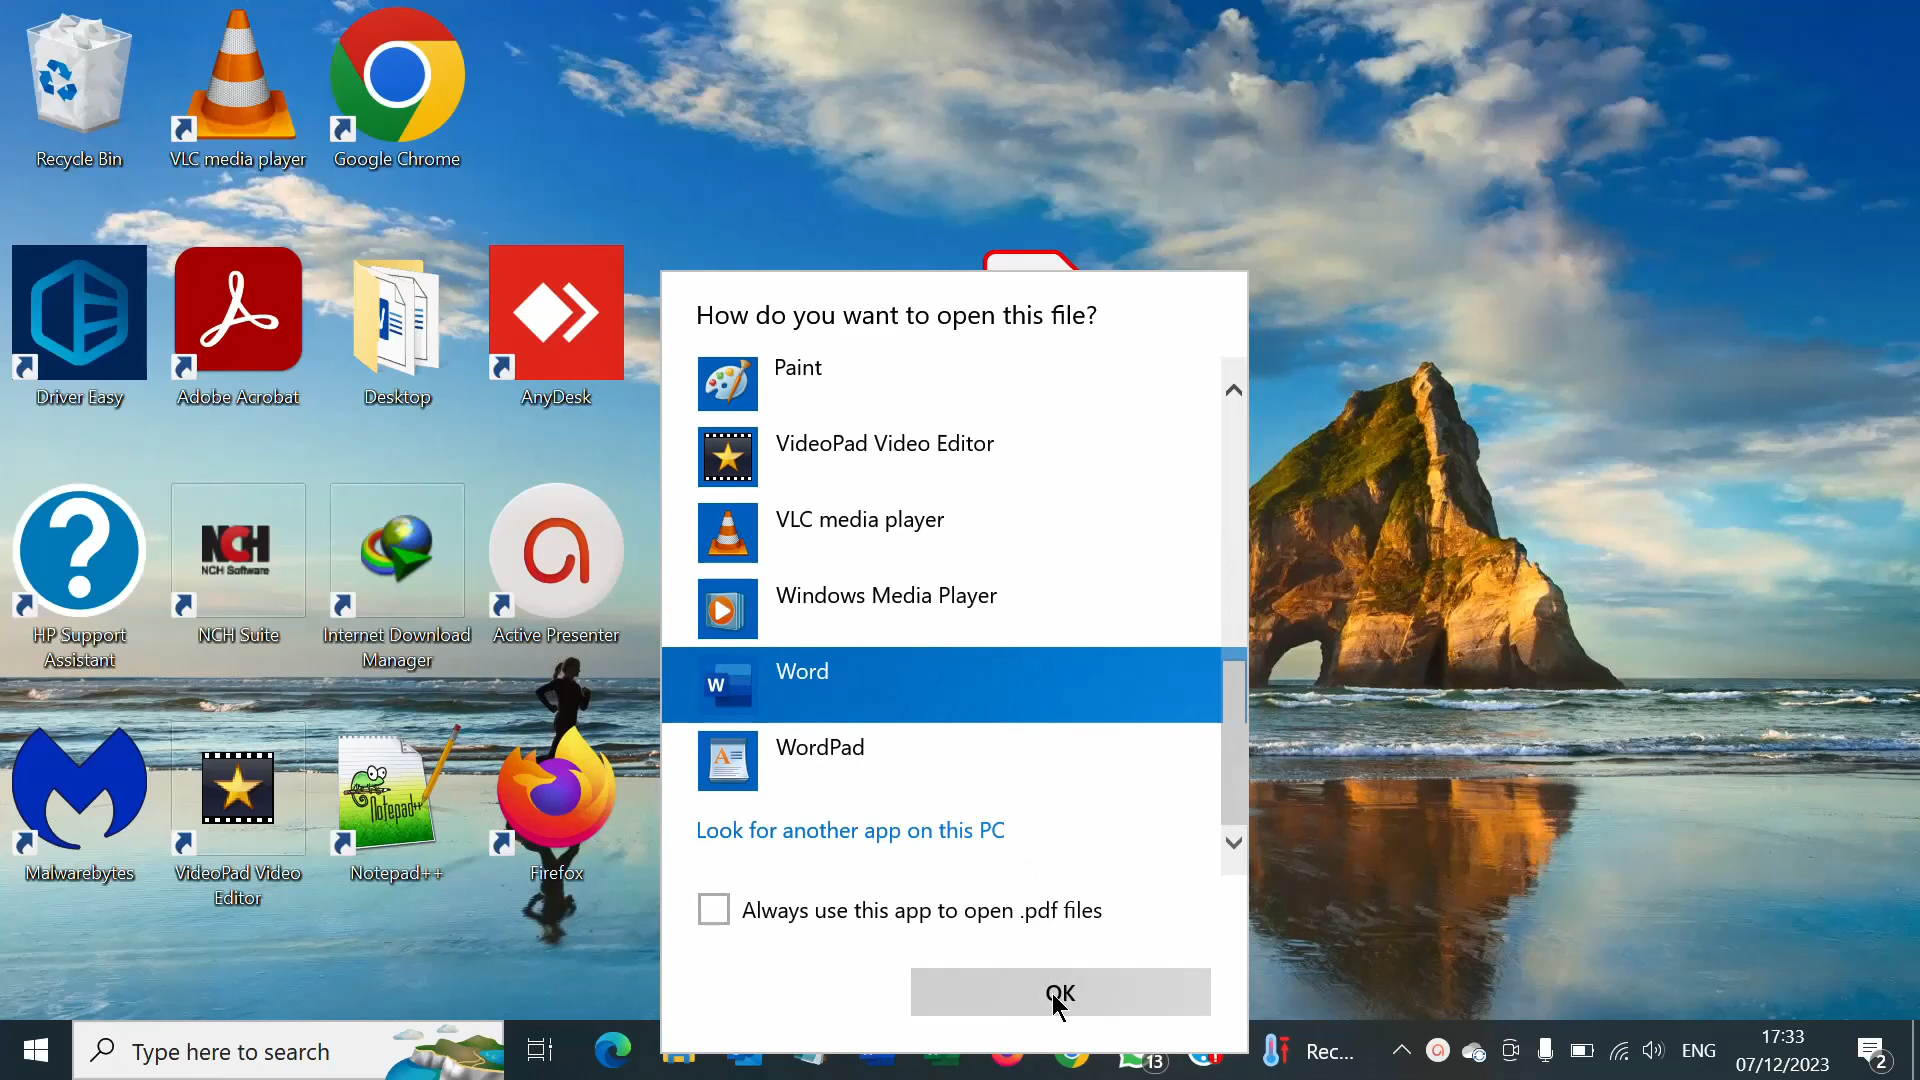 Recycle Bin
VLC media player
Google Chrome
Driver Easy
Adobe Acrobat
Desktop
AnyDesk
HP Support
Assistant
NCH
NCH Software
NCH Suite
Internet Download
Manager
Active Presenter
Malwarebytes
VideoPad Video
Editor
Notepad++
Notepad++
Firefox
How do you want to open this file?
Paint
VideoPad Video Editor
VLC media player
Windows Media Player
W
Word
A
WordPad
Look for another app on this PC
Always use this app to open .pdf files
OK
Type here to search
13
Rec...
ENG
17:33
07/12/2023
2